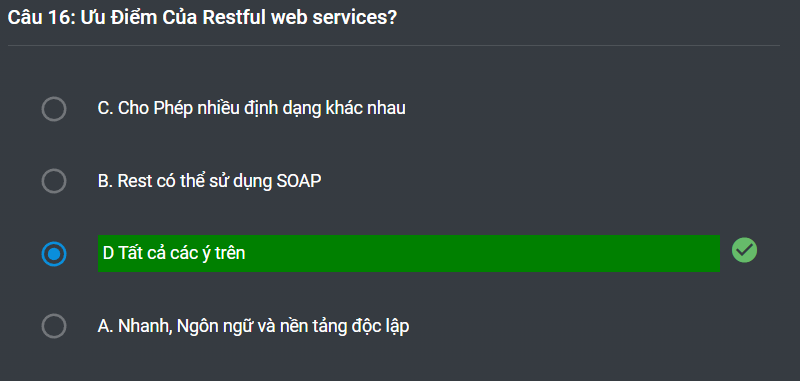 Câu 16: Ưu Điểm Của Restful web services?
C. Cho Phép nhiều định dạng khác nhau
B. Rest có thể sử dụng SOAP
D Tất cả các ý trên
A. Nhanh, Ngôn ngữ và nền tảng độc lập